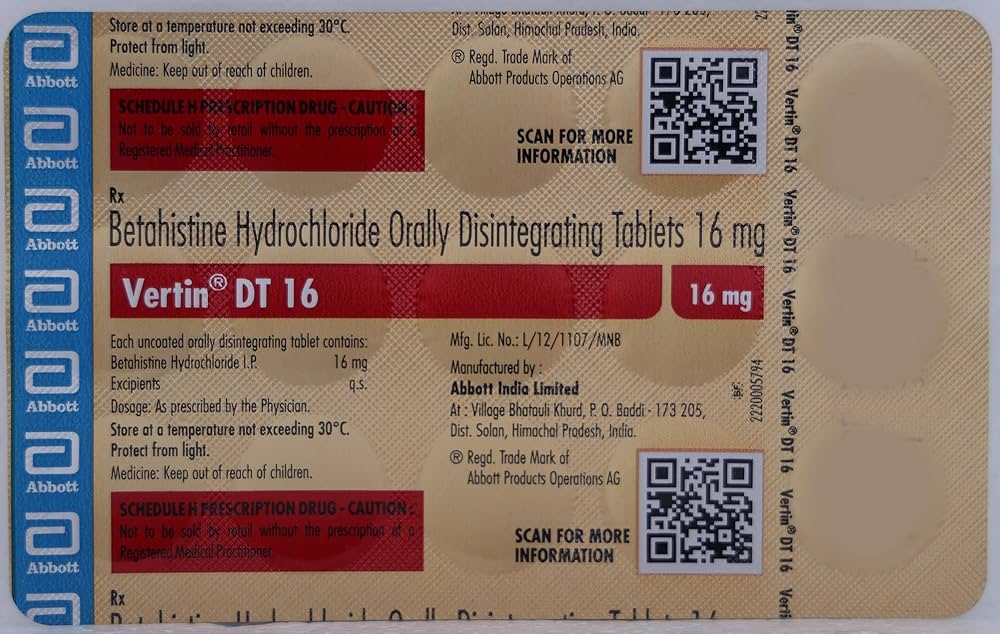 Abbott
Abbott
Abbott
Abbott
Abbott
Abbott
Abbott
Store at a temperature not exceeding 30°C.
Protect from light.
Medicine: Keep out of reach of children.
SCHEDULE H PRESCRIPTION DRUG - CAUTION:
Not to be sold by retail without the prescription of a
Registered Medical Practitioner.
Dist. Solan, Himachal Pradesh, India.
® Regd. Trade Mark of
Abbott Products Operations AG
SCAN FOR MORE
INFORMATION
Rx
Betahistine Hydrochloride Orally Disintegrating Tablets 16 mg
Vertin® DT 16
16 mg
Each uncoated orally disintegrating tablet contains:
Betahistine Hydrochloride I.P. 16 mg
Excipients q.s.
Dosage: As prescribed by the Physician.
Store at a temperature not exceeding 30°C.
Protect from light.
Medicine: Keep out of reach of children.
SCHEDULE H PRESCRIPTION DRUG - CAUTION:
Not to be sold by retail without the prescription of a
Registered Medical Practitioner.
Mfg. Lic. No.: L/12/1107/MNB
Manufactured by :
Abbott India Limited
At : Village Bhatauli Khurd, P. O. Baddi - 173 205,
Dist. Solan, Himachal Pradesh, India.
® Regd. Trade Mark of
Abbott Products Operations AG
SCAN FOR MORE
INFORMATION
2220005794
Rx
DT 16 Vertin® DT 16 Vertin® DT 16 Vertin® DT 16 Vertin® DT 16 Vertin® DT 16